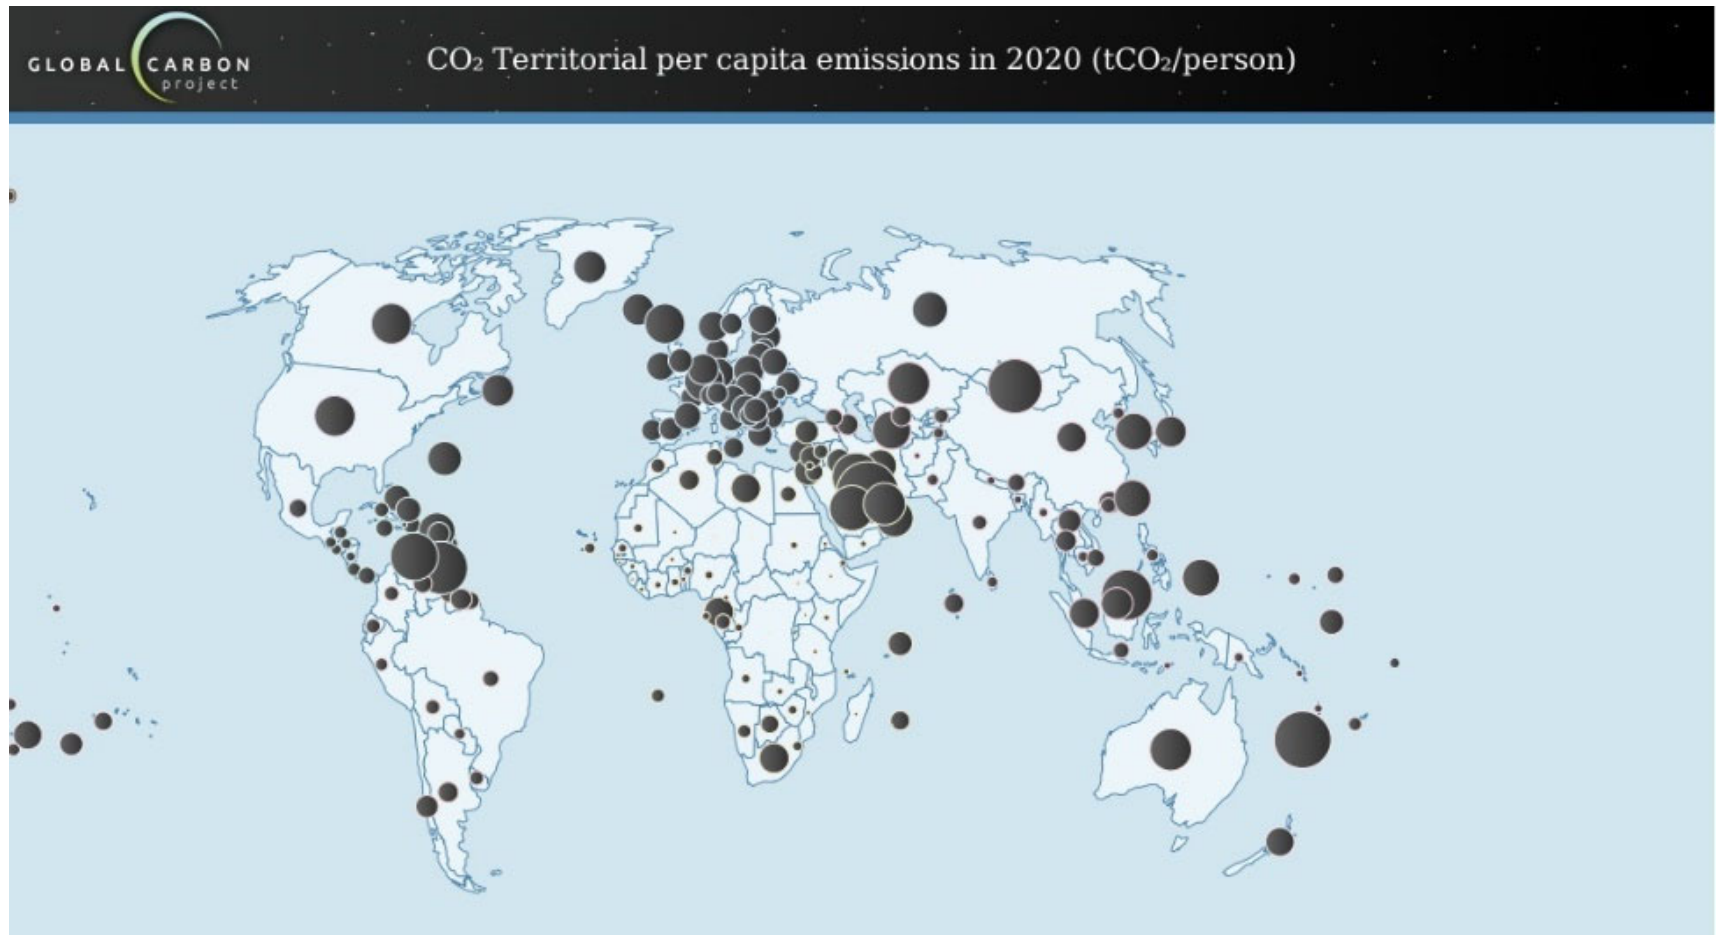 GLOBAL CARBON
project
CO₂ Territorial per capita emissions in 2020 (tCO₂/person)